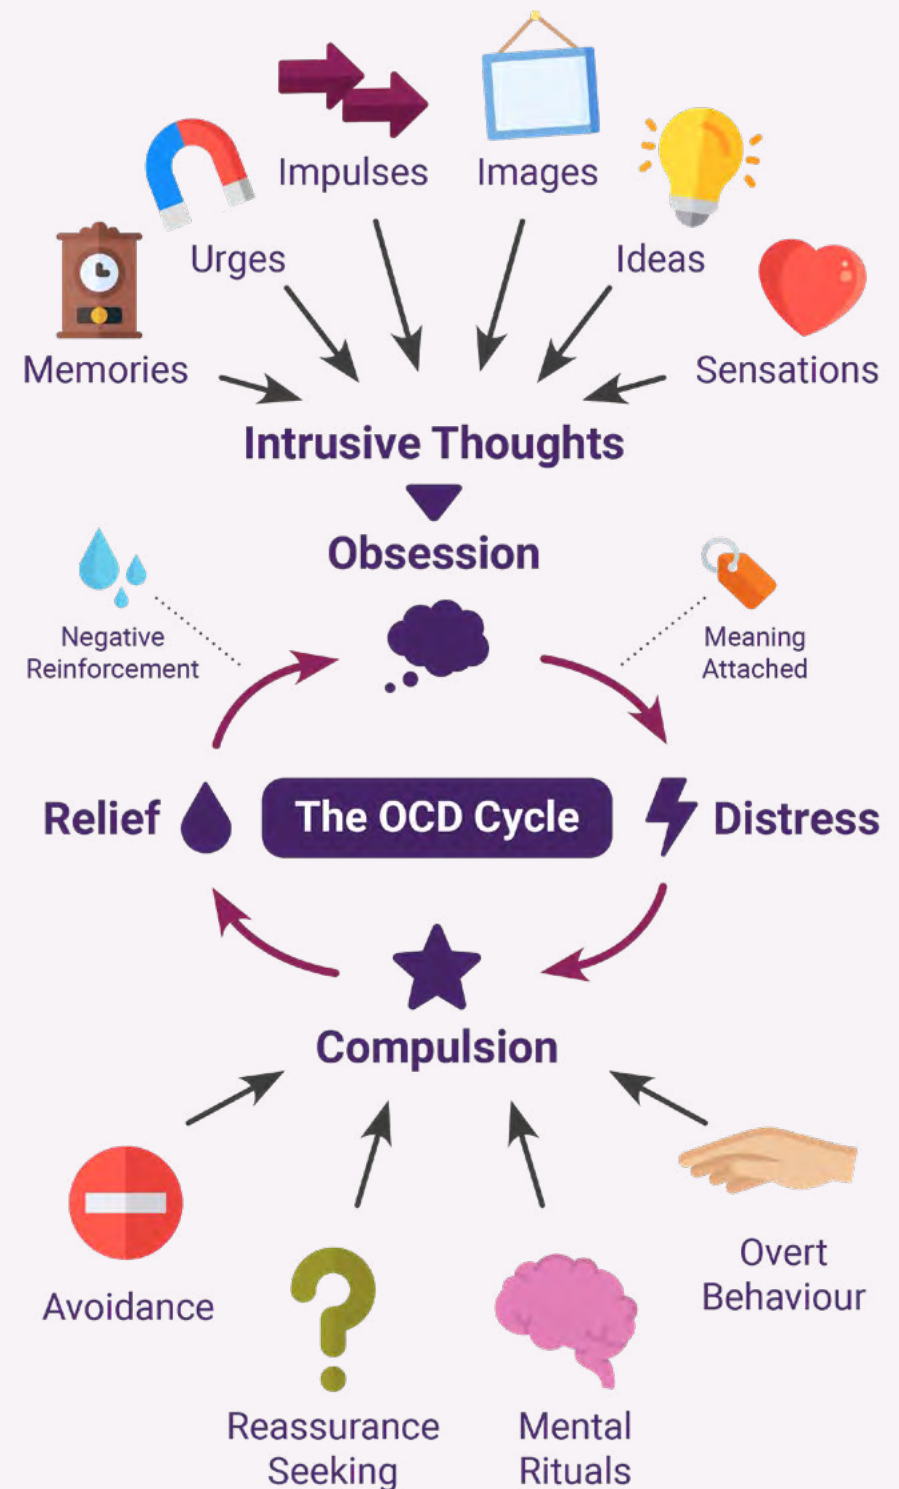 Impulses
Images
Urges
Ideas
Memories
Sensations
Intrusive Thoughts
Obsession
Negative
Reinforcement
Meaning
Attached
Relief
The OCD Cycle
Distress
Compulsion
Avoidance
Overt
Behaviour
Reassurance
Seeking
Mental
Rituals